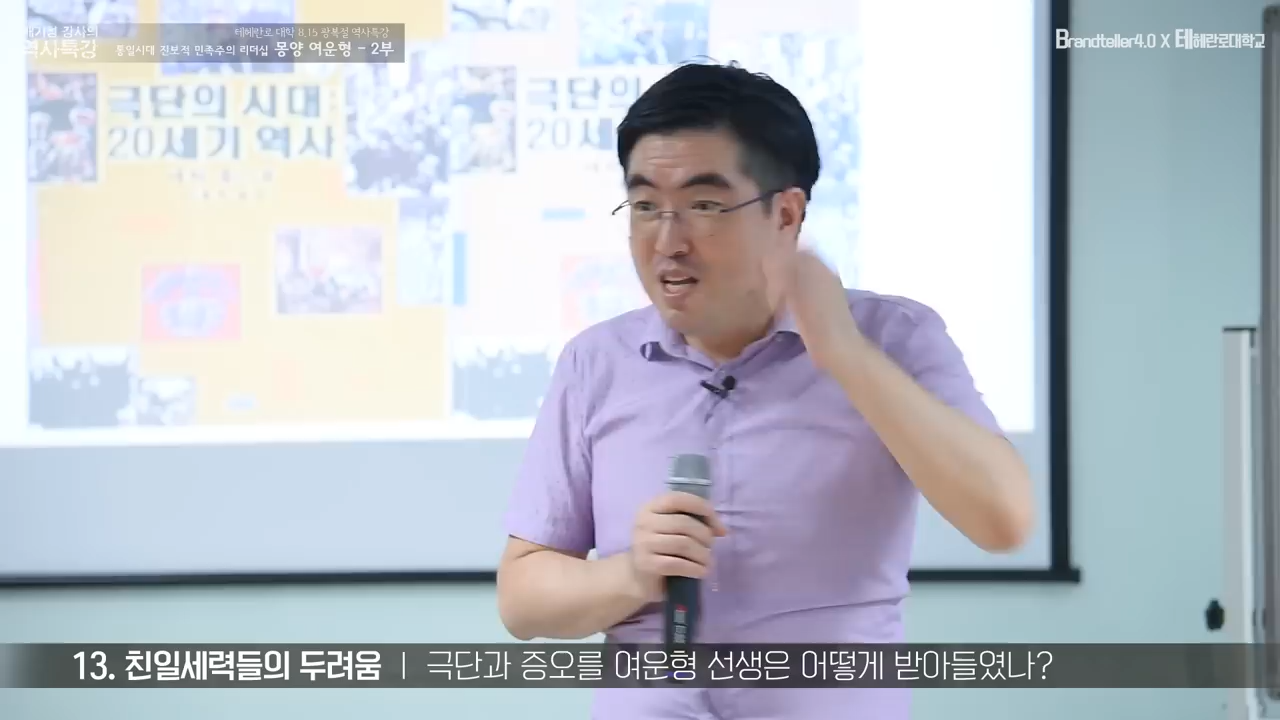 역사특강
테헤란로 대학 8.15 광복절 역사특강
통일시대 진보적 민족주의 리더십 몽양 여운형 - 2부
Brandteller4.0 X 테헤란로대학교
극단의 시대
20세기 역사
극단의
20세기
13. 친일세력들의 두려움 | 극단과 증오를 여운형 선생은 어떻게 받아들였나?